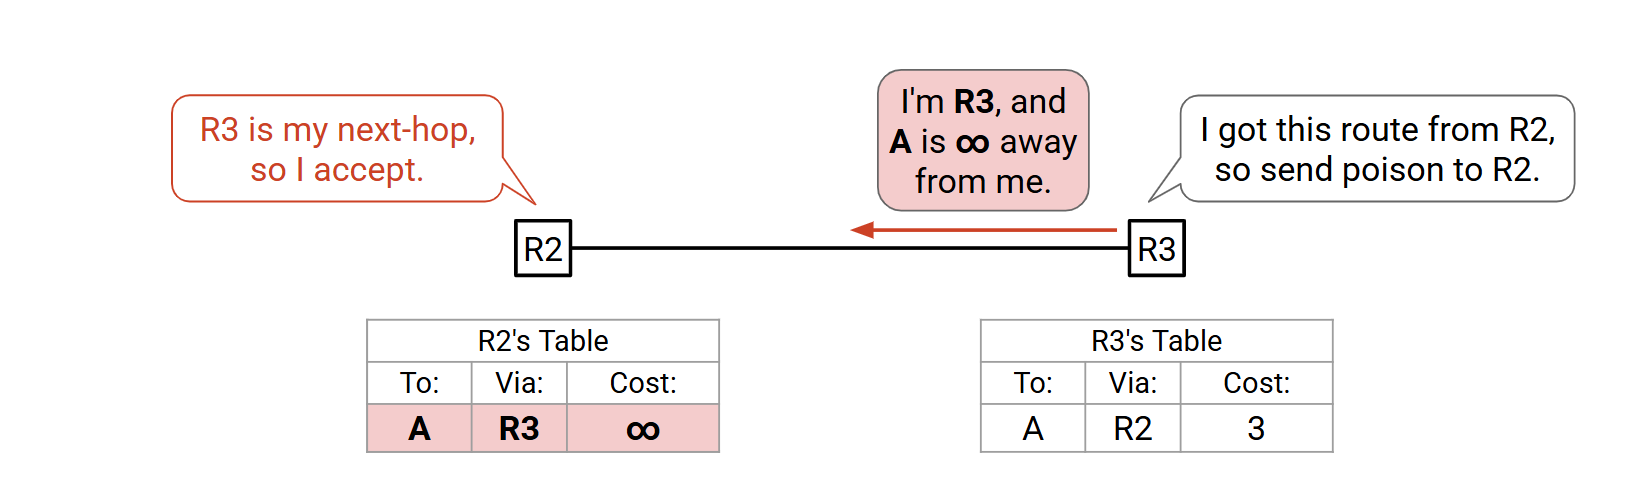 R3 is my next-hop,
so I accept.
I'm R3, and
A is ∞ away
from me.
I got this route from R2,
so send poison to R2.
R2
R3
R2's Table
To: Via: Cost:
A R3 ∞
R3's Table
To: Via: Cost:
A R2 3